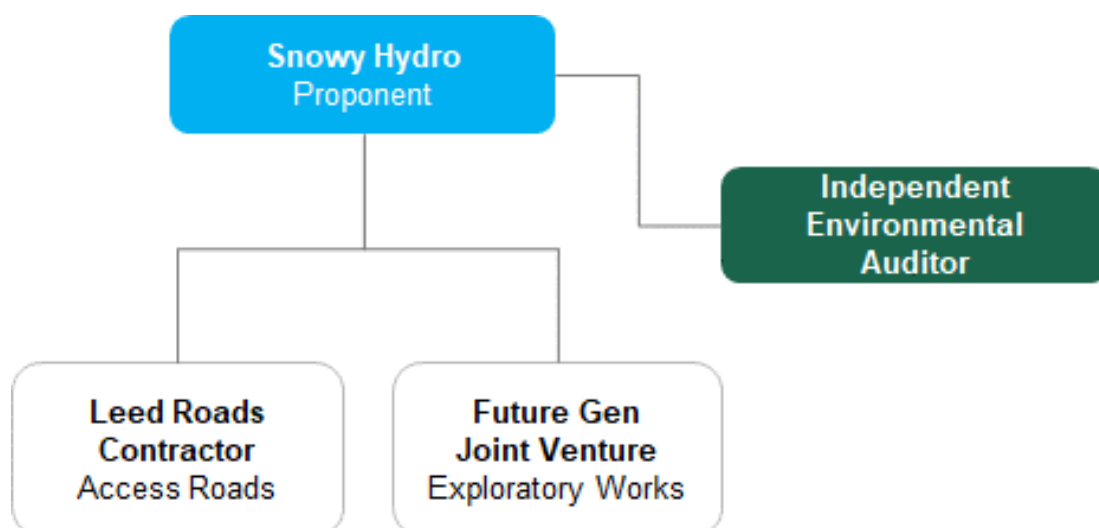 Snowy Hydro
Proponent
Independent
Environmental
Auditor
Leed Roads
Contractor
Access Roads
Future Gen
Joint Venture
Exploratory Works